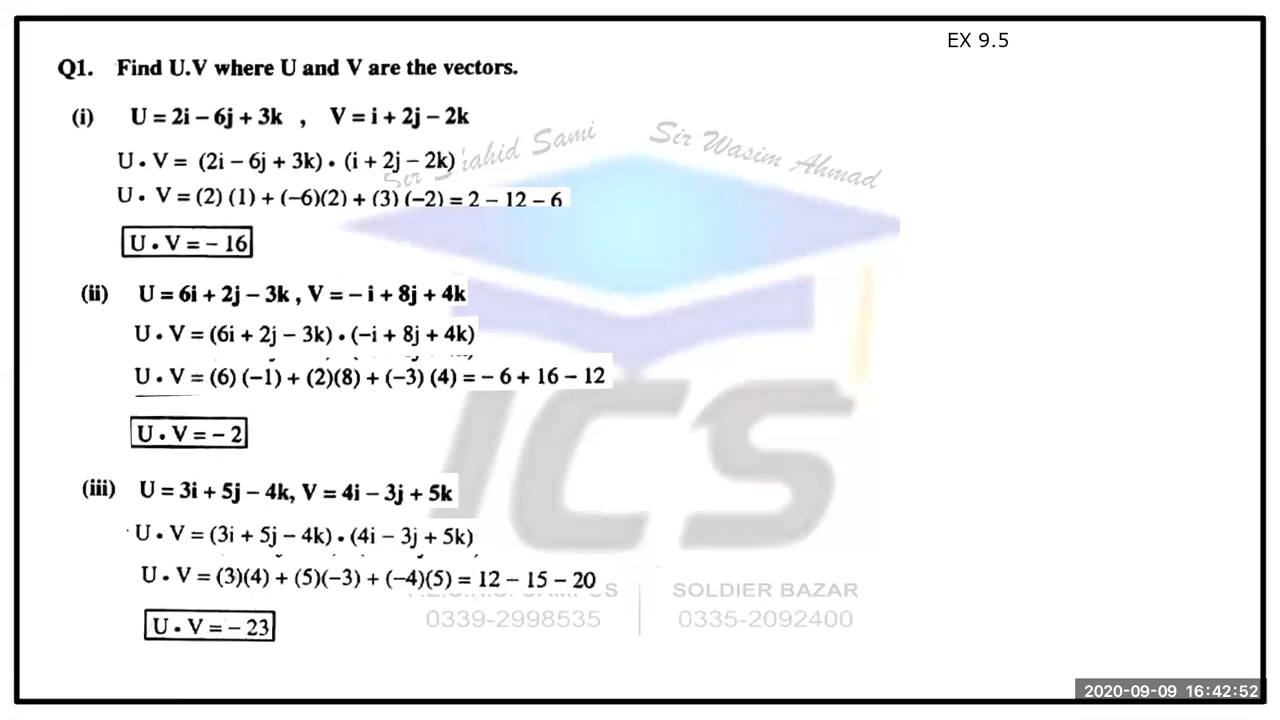 EX 9.5
Q1. Find U.V where U and V are the vectors.
(i) U = 2i – 6j + 3k , V = i + 2j – 2k
Sir Shahid Sami Sir Wasim Ahmad
U • V = (2i – 6j + 3k) • (i + 2j – 2k)
U • V = (2) (1) + (–6)(2) + (3) (–2) = 2 – 12 – 6
U • V = – 16
(ii) U = 6i + 2j – 3k , V = – i + 8j + 4k
U • V = (6i + 2j – 3k) • (–i + 8j + 4k)
U • V = (6) (–1) + (2)(8) + (–3) (4) = – 6 + 16 – 12
U • V = – 2
ICS
(iii) U = 3i + 5j – 4k, V = 4i – 3j + 5k
U • V = (3i + 5j – 4k) • (4i – 3j + 5k)
U • V = (3)(4) + (5)(–3) + (–4)(5) = 12 – 15 – 20
SOLDIER BAZAR
0339-2998535 0335-2092400
U • V = – 23
2020-09-09 16:42:52